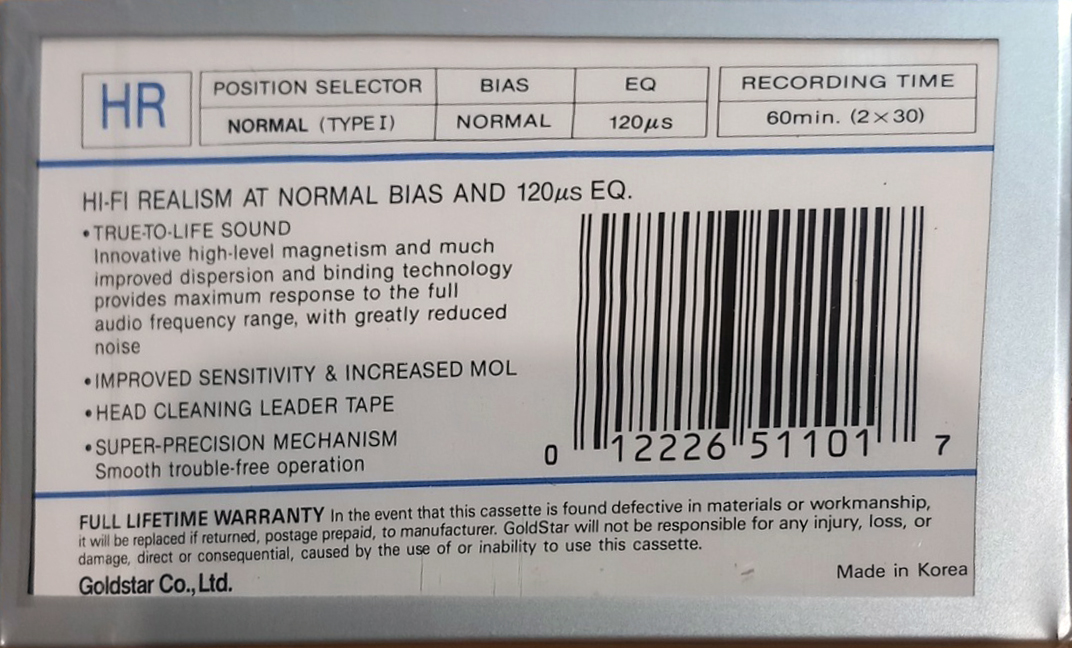 HR
POSITION SELECTOR BIAS EQ RECORDING TIME
NORMAL (TYPE I) NORMAL 120µs 60min. (2×30)
HI-FI REALISM AT NORMAL BIAS AND 120µs EQ.
•TRUE-TO-LIFE SOUND
Innovative high-level magnetism and much
improved dispersion and binding technology
provides maximum response to the full
audio frequency range, with greatly reduced
noise
•IMPROVED SENSITIVITY & INCREASED MOL
•HEAD CLEANING LEADER TAPE
•SUPER-PRECISION MECHANISM
Smooth trouble-free operation
0 12226 51101 7
FULL LIFETIME WARRANTY In the event that this cassette is found defective in materials or workmanship,
it will be replaced if returned, postage prepaid, to manufacturer. GoldStar will not be responsible for any injury, loss, or
damage, direct or consequential, caused by the use of or inability to use this cassette.
Goldstar Co., Ltd.
Made in Korea